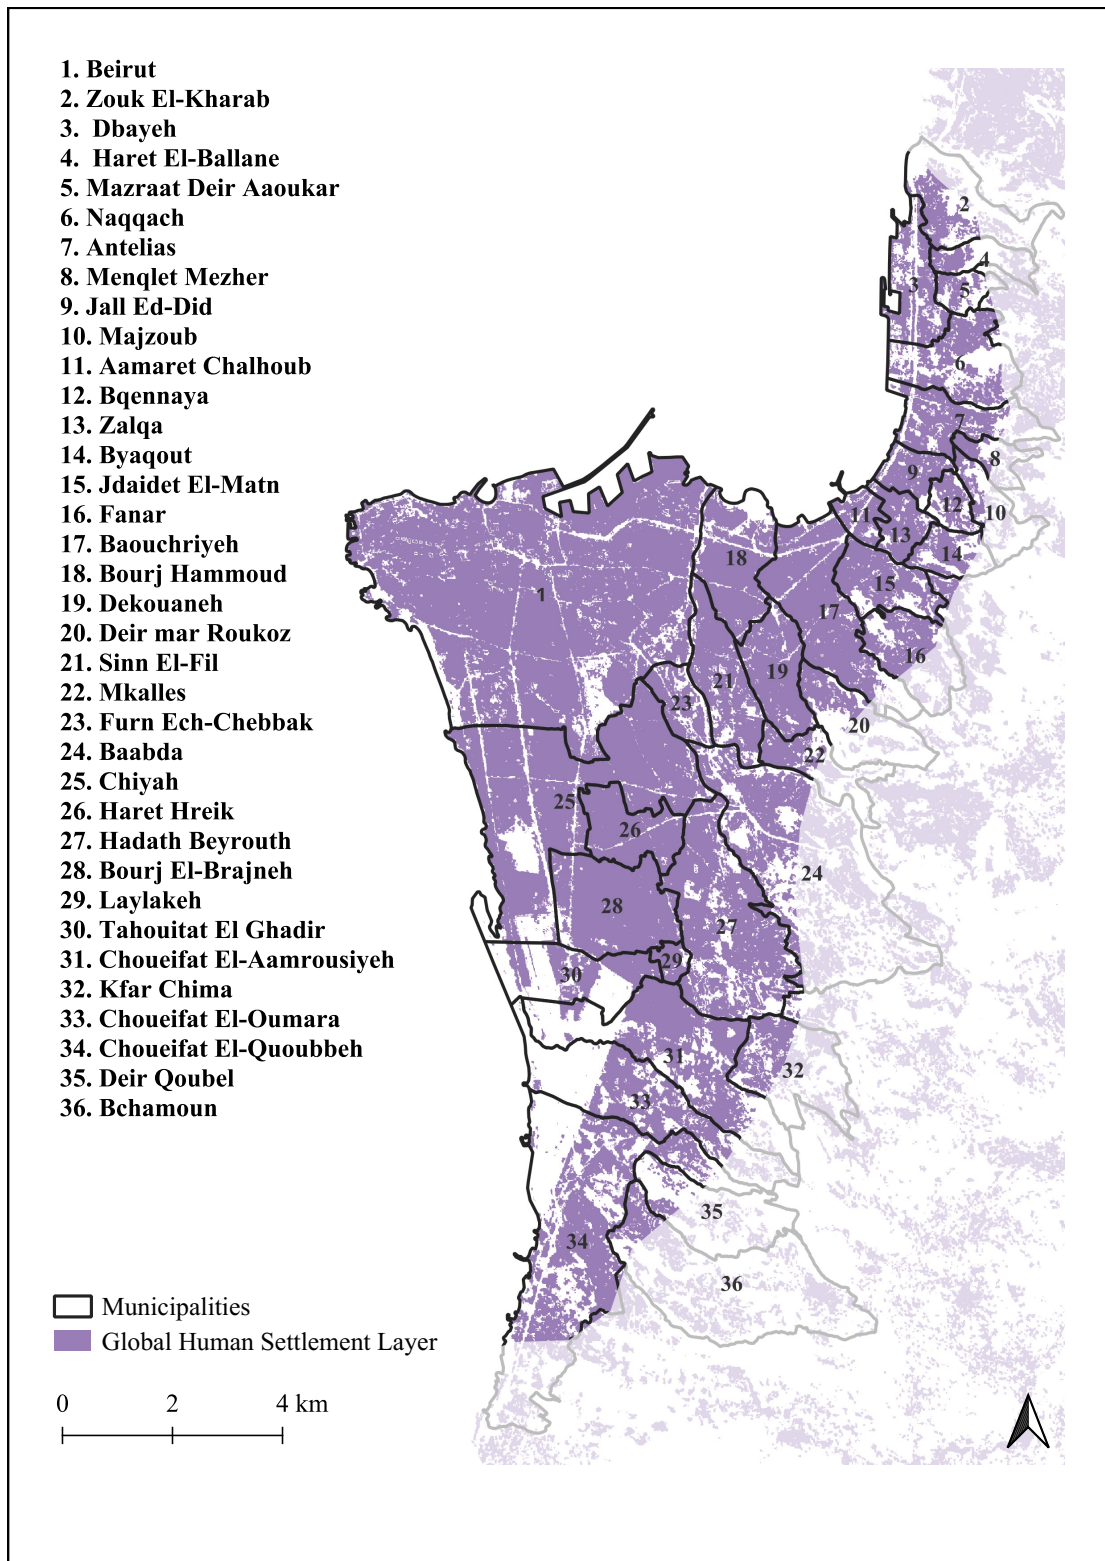 1. Beirut
2. Zouk El-Kharab
3. Dbayeh
4. Haret El-Ballane
5. Mazraat Deir Aaoukar
6. Naqqach
7. Antelias
8. Menqlet Mezher
9. Jall Ed-Did
10. Majzoub
11. Aamaret Chalhoub
12. Bqennaya
13. Zalqa
14. Byaqout
15. Jdaidet El-Matn
16. Fanar
17. Baouchriyeh
18. Bourj Hammoud
19. Dekouaneh
20. Deir mar Roukoz
21. Sinn El-Fil
22. Mkalles
23. Furn Ech-Chebbak
24. Baabda
25. Chiyah
26. Haret Hreik
27. Hadath Beyrouth
28. Bourj El-Brajneh
29. Laylakeh
30. Tahouitat El Ghadir
31. Choueifat El-Aamrousiyeh
32. Kfar Chima
33. Choueifat El-Oumara
34. Choueifat El-Quoubbeh
35. Deir Qoubel
36. Bchamoun
2
4
3
5
6
7
8
9
12
10
11
13
14
18
15
1
17
16
21
19
23
20
22
25
26
24
28
27
29
30
31
32
33
35
34
36
Municipalities
Global Human Settlement Layer
0 2 4 km